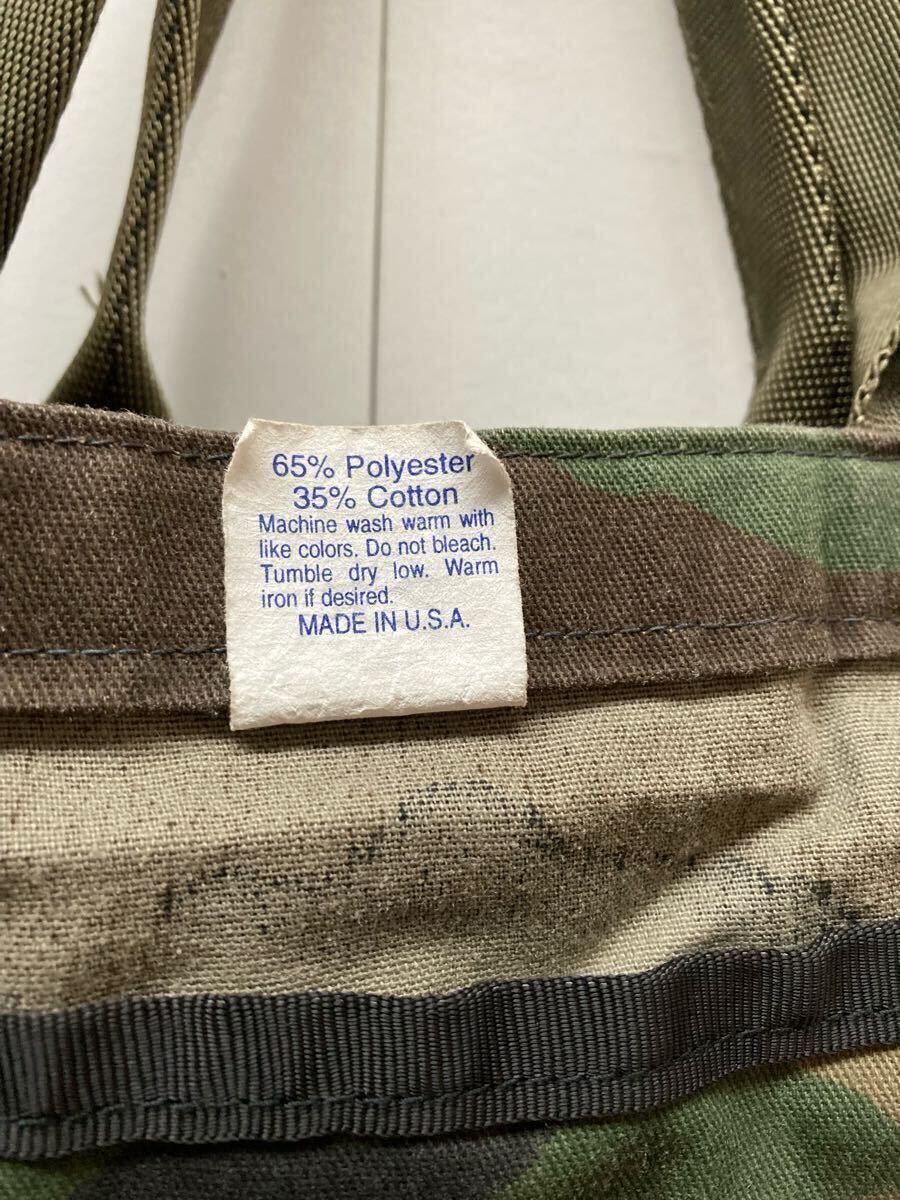 65% Polyester
35% Cotton
Machine wash warm with
like colors. Do not bleach.
Tumble dry low. Warm
iron if desired.
MADE IN U.S.A.